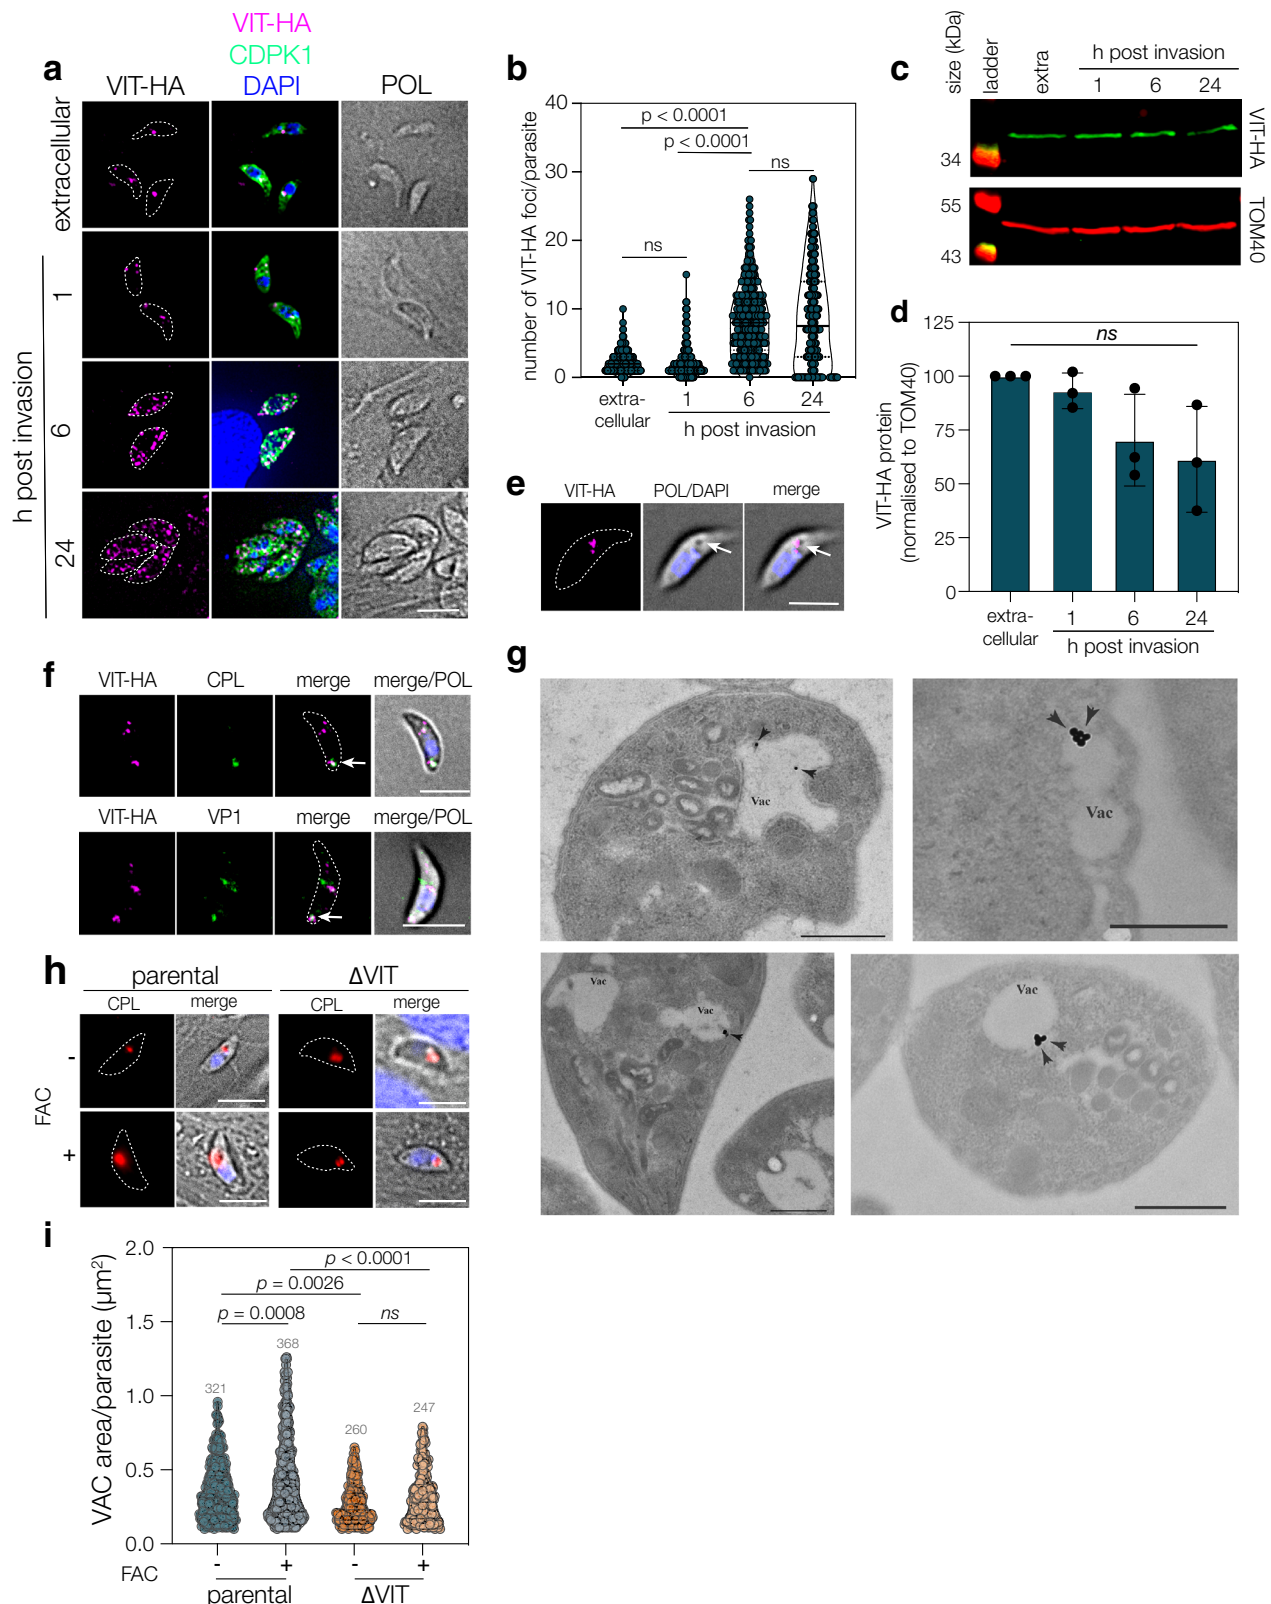 a
VIT-HA
CDPK1
VIT-HA DAPI POL
extracellular
h post invasion
1
6
24
b
number of VIT-HA foci/parasite
40
30
20
10
0
p < 0.0001
p < 0.0001
ns
ns
extra-
cellular
1 6 24
h post invasion
c
size (kDa)
ladder
extra
h post invasion
1 6 24
34
VIT-HA
55
43
TOM40
d
VIT-HA protein
(normalised to TOM40)
125
100
75
50
25
0
ns
extra-
cellular
1 6 24
h post invasion
e
VIT-HA POL/DAPI merge
f
VIT-HA CPL merge merge/POL
VIT-HA VP1 merge merge/POL
g
Vac
Vac
Vac
Vac
Vac
h
parental ΔVIT
CPL merge CPL merge
FAC
-
+
i
VAC area/parasite (µm²)
2.0
1.5
1.0
0.5
0.0
p < 0.0001
p = 0.0026
p = 0.0008 ns
321
368
260
247
FAC - + - +
parental ΔVIT